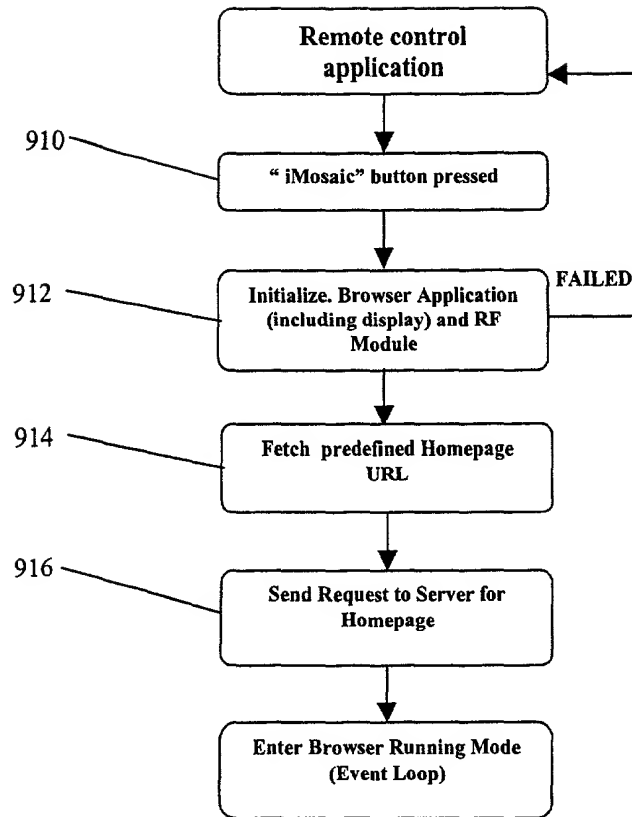 Remote control
application
910
“ iMosaic” button pressed
912
Initialize. Browser Application
(including display) and RF
Module
FAILED
914
Fetch predefined Homepage
URL
916
Send Request to Server for
Homepage
Enter Browser Running Mode
(Event Loop)